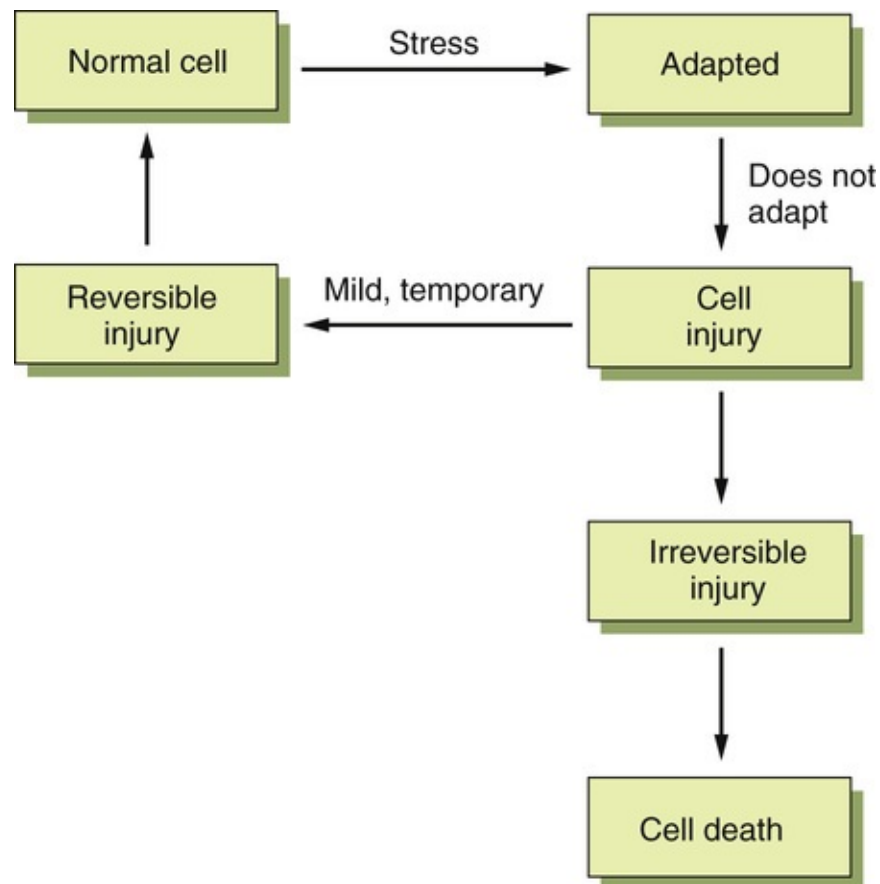 Normal cell
Stress
Adapted
Does not
adapt
Reversible
injury
Mild, temporary
Cell
injury
Irreversible
injury
Cell death